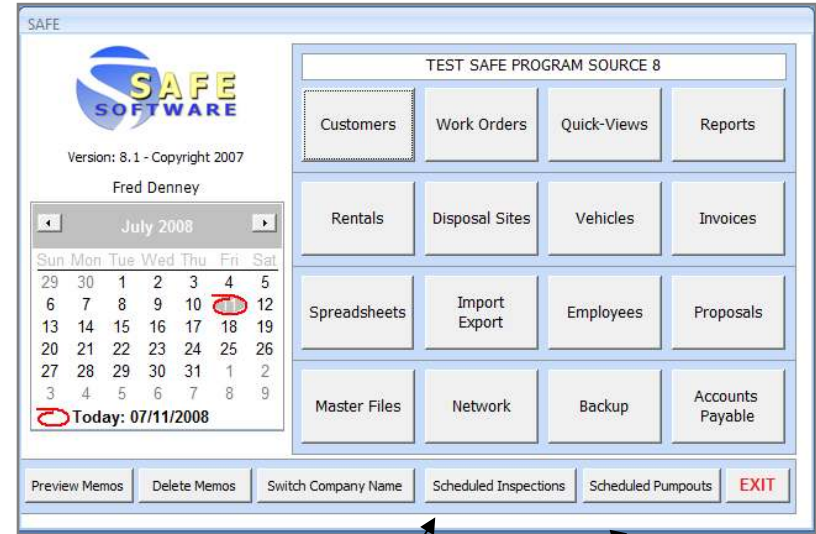 SAFE
SAFE
SOFTWARE
Version: 8.1 - Copyright 2007
Fred Denney
July 2008
Sun Mon Tue Wed Thu Fri Sat
29 30 1 2 3 4 5
6 7 8 9 10 11 12
13 14 15 16 17 18 19
20 21 22 23 24 25 26
27 28 29 30 31 1 2
3 4 5 6 7 8 9
Today: 07/11/2008
TEST SAFE PROGRAM SOURCE 8
Customers Work Orders Quick-Views Reports
Rentals Disposal Sites Vehicles Invoices
Spreadsheets Import Export Employees Proposals
Master Files Network Backup Accounts Payable
Preview Memos Delete Memos Switch Company Name Scheduled Inspections Scheduled Pumpouts EXIT